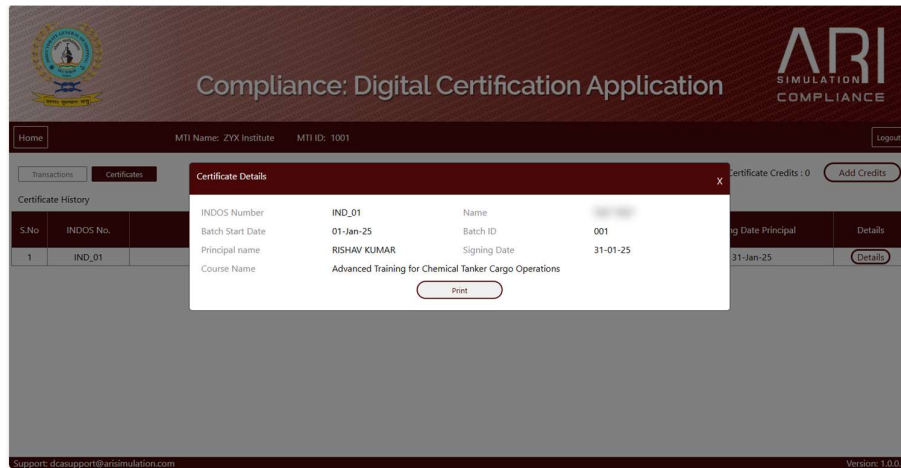 Compliance: Digital Certification Application
ARI
SIMULATION
COMPLIANCE
Home
MTI Name: ZYX Institute MTI ID: 1001
Logout
Transactions
Certificates
Certificate Credits : 0
Add Credits
Certificate History
Certificate Details
X
INDOS Number IND_01 Name
Batch Start Date 01-Jan-25 Batch ID 001
Principal name RISHAV KUMAR Signing Date 31-01-25
Course Name Advanced Training for Chemical Tanker Cargo Operations
Print
S.No INDOS No. Date Principal Details
1 IND_01 31-Jan-25 Details
Support: dcasupport@arisimulation.com
Version: 1.0.0.